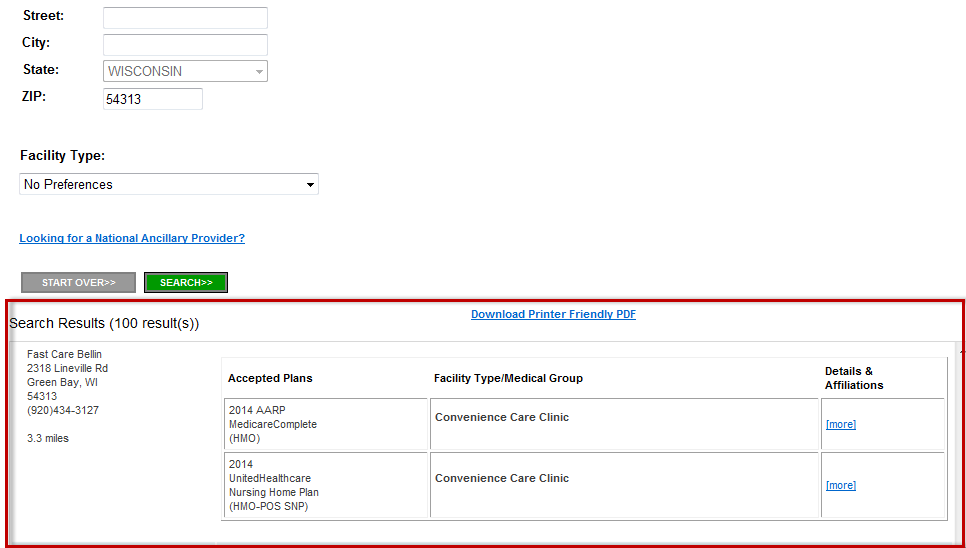 Street:
City:
State: WISCONSIN
ZIP: 54313
Facility Type:
No Preferences
Looking for a National Ancillary Provider?
START OVER>> SEARCH>>
Download Printer Friendly PDF
Search Results (100 result(s))
Fast Care Bellin
2318 Lineville Rd
Green Bay, WI
54313
(920)434-3127
3.3 miles
Accepted Plans Facility Type/Medical Group Details &
Affiliations
2014 AARP
MedicareComplete
(HMO)
Convenience Care Clinic
[more]
2014
UnitedHealthcare
Nursing Home Plan
(HMO-POS SNP)
Convenience Care Clinic
[more]